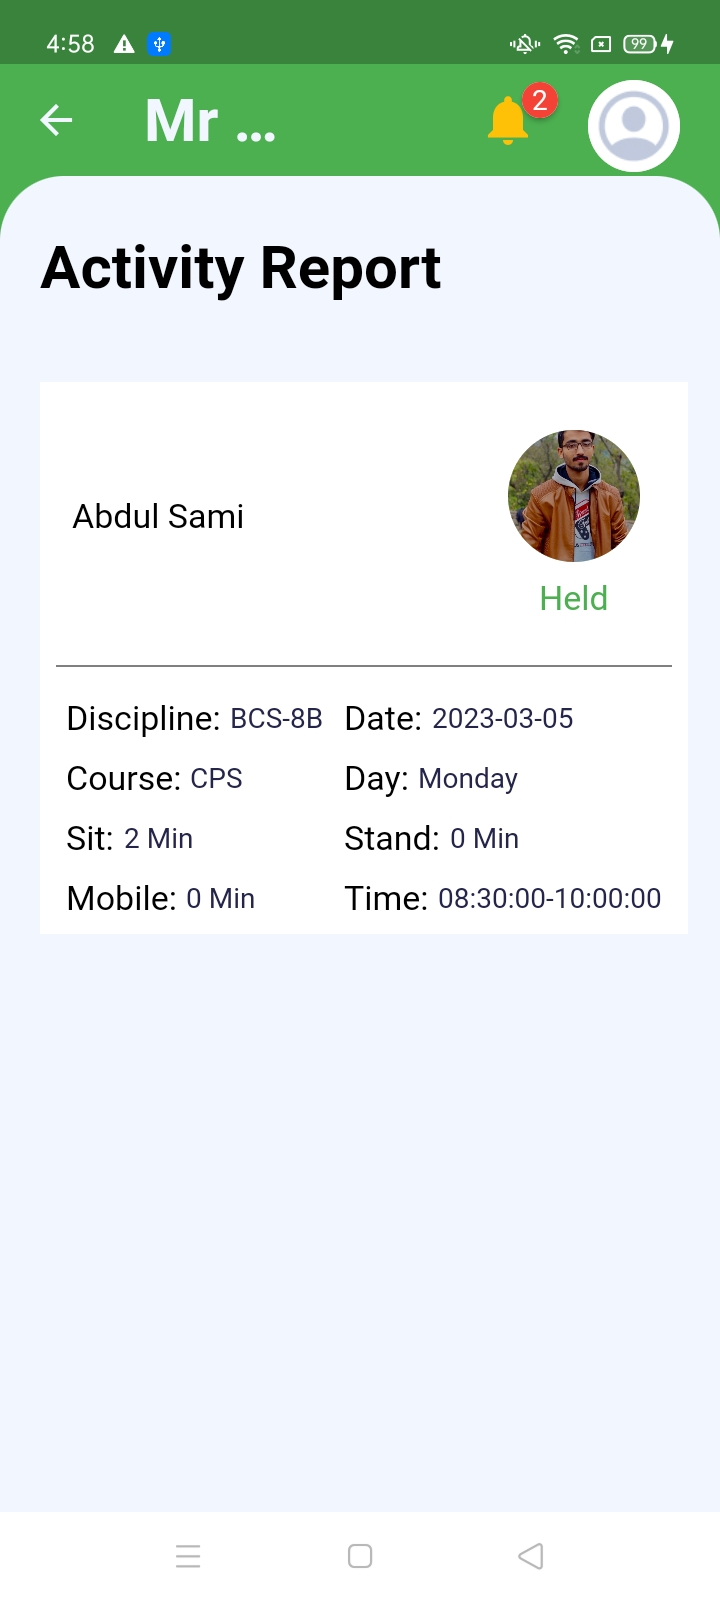 4:58
99
Mr ...
2
Activity Report
Abdul Sami
Held
Discipline: BCS-8B Date: 2023-03-05
Course: CPS Day: Monday
Sit: 2 Min Stand: 0 Min
Mobile: 0 Min Time: 08:30:00-10:00:00